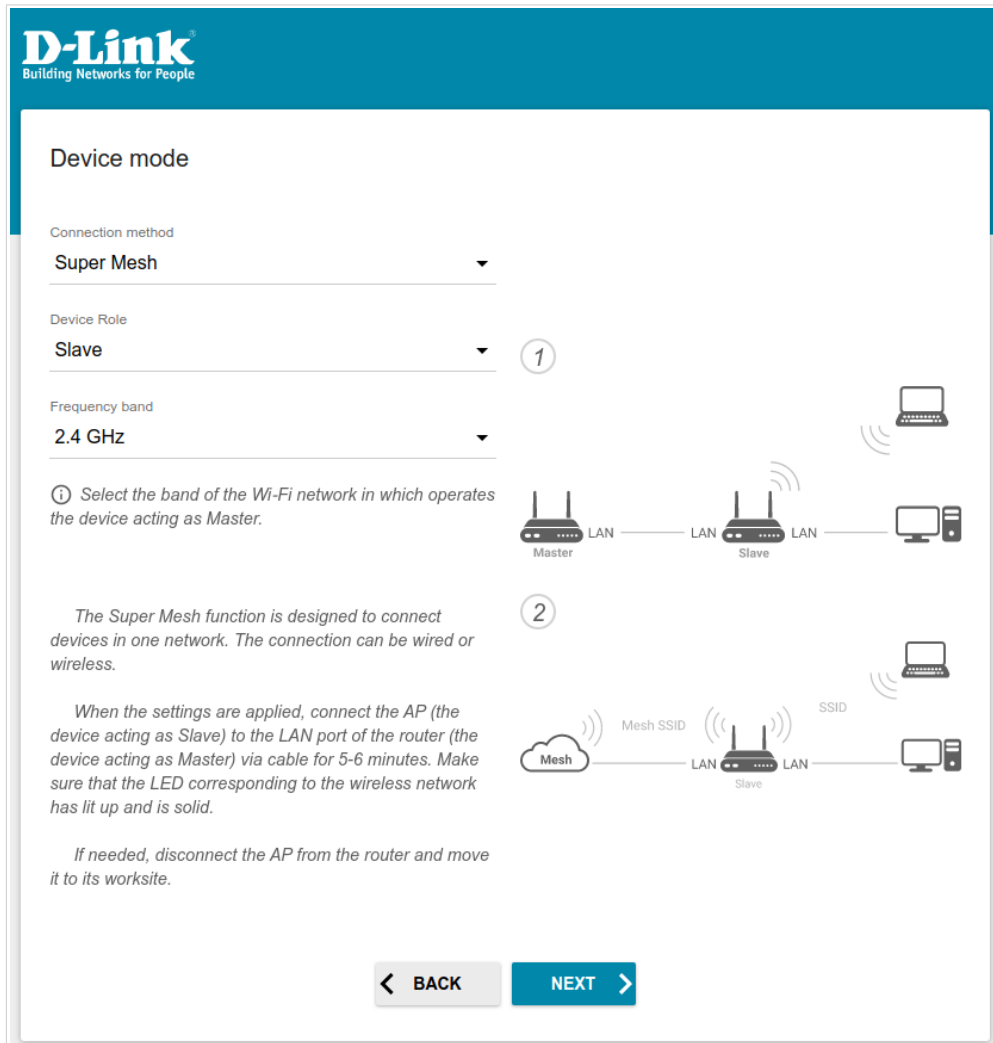 D-Link®
Building Networks for People
Device mode
Connection method
Super Mesh
Device Role
Slave
Frequency band
2.4 GHz
Select the band of the Wi-Fi network in which operates
the device acting as Master.
The Super Mesh function is designed to connect
devices in one network. The connection can be wired or
wireless.
When the settings are applied, connect the AP (the
device acting as Slave) to the LAN port of the router (the
device acting as Master) via cable for 5-6 minutes. Make
sure that the LED corresponding to the wireless network
has lit up and is solid.
If needed, disconnect the AP from the router and move
it to its worksite.
1
LAN LAN LAN
Master Slave
2
Mesh SSID SSID
Mesh LAN LAN
Slave
BACK NEXT